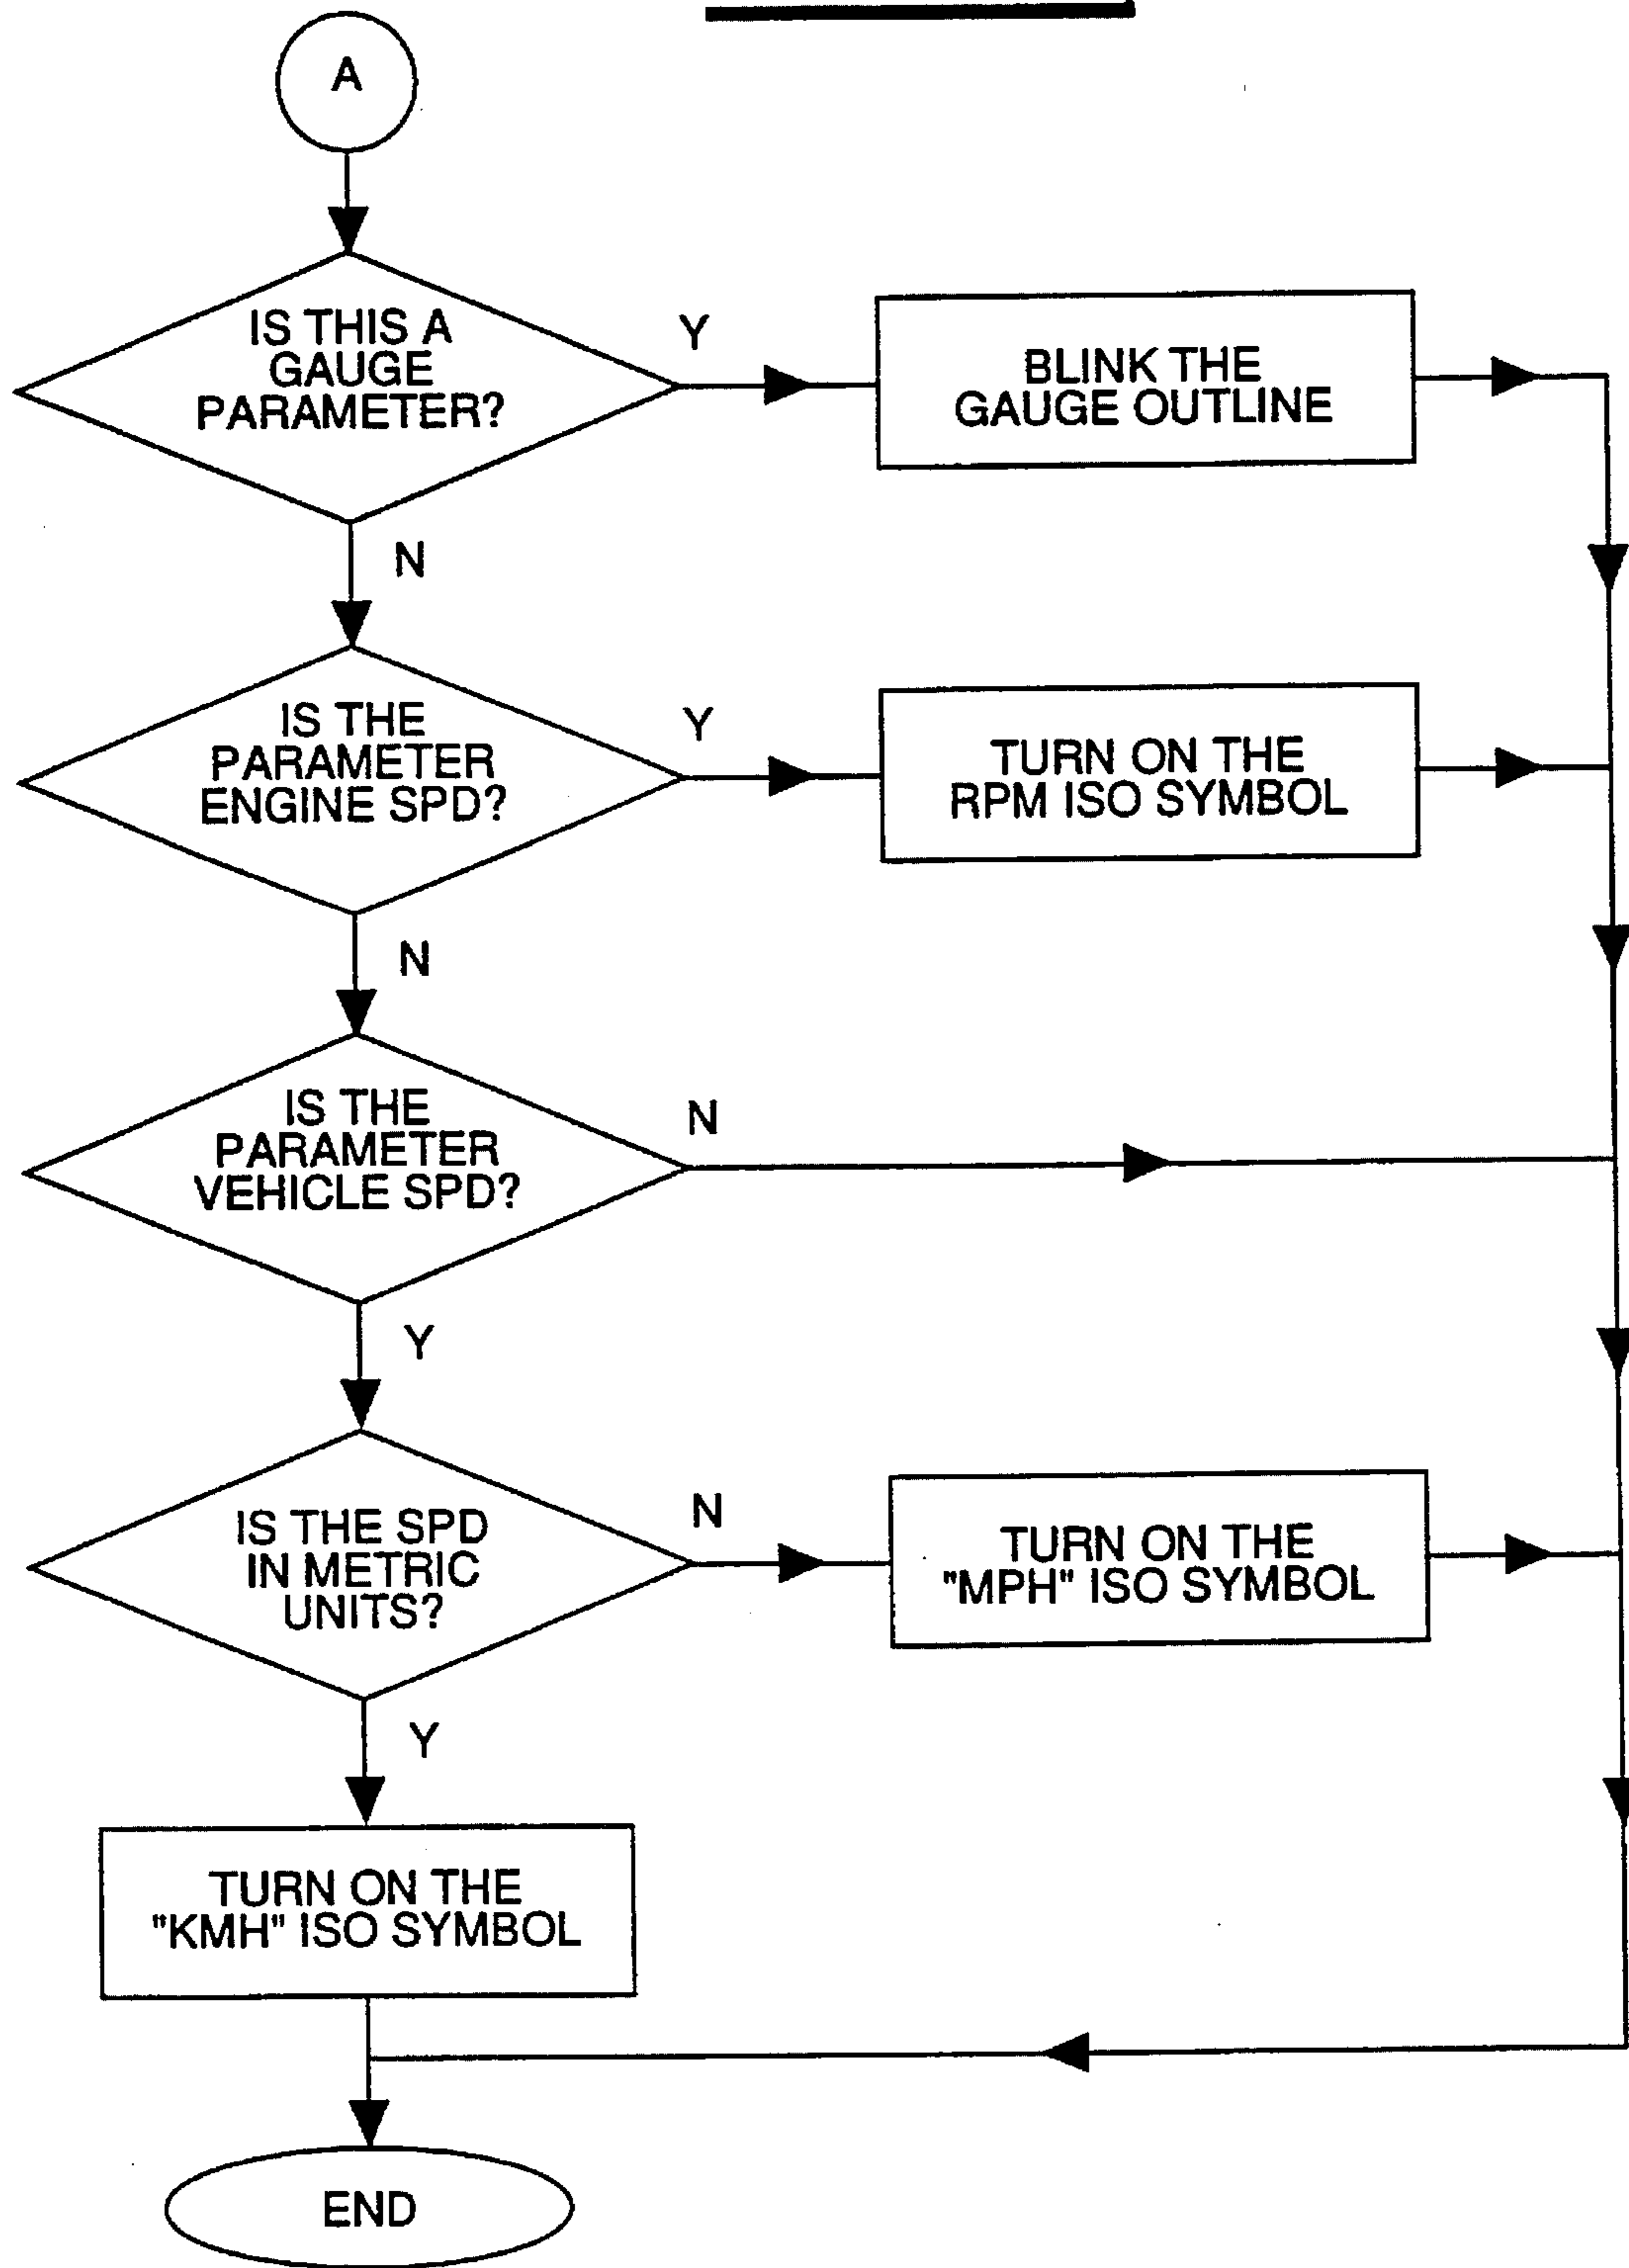 A
IS THIS A
GAUGE
PARAMETER?
Y
BLINK THE
GAUGE OUTLINE
N
IS THE
PARAMETER
ENGINE SPD?
Y
TURN ON THE
RPM ISO SYMBOL
N
IS THE
PARAMETER
VEHICLE SPD?
N
Y
IS THE SPD
IN METRIC
UNITS?
N
TURN ON THE
"MPH" ISO SYMBOL
Y
TURN ON THE
"KMH" ISO SYMBOL
END